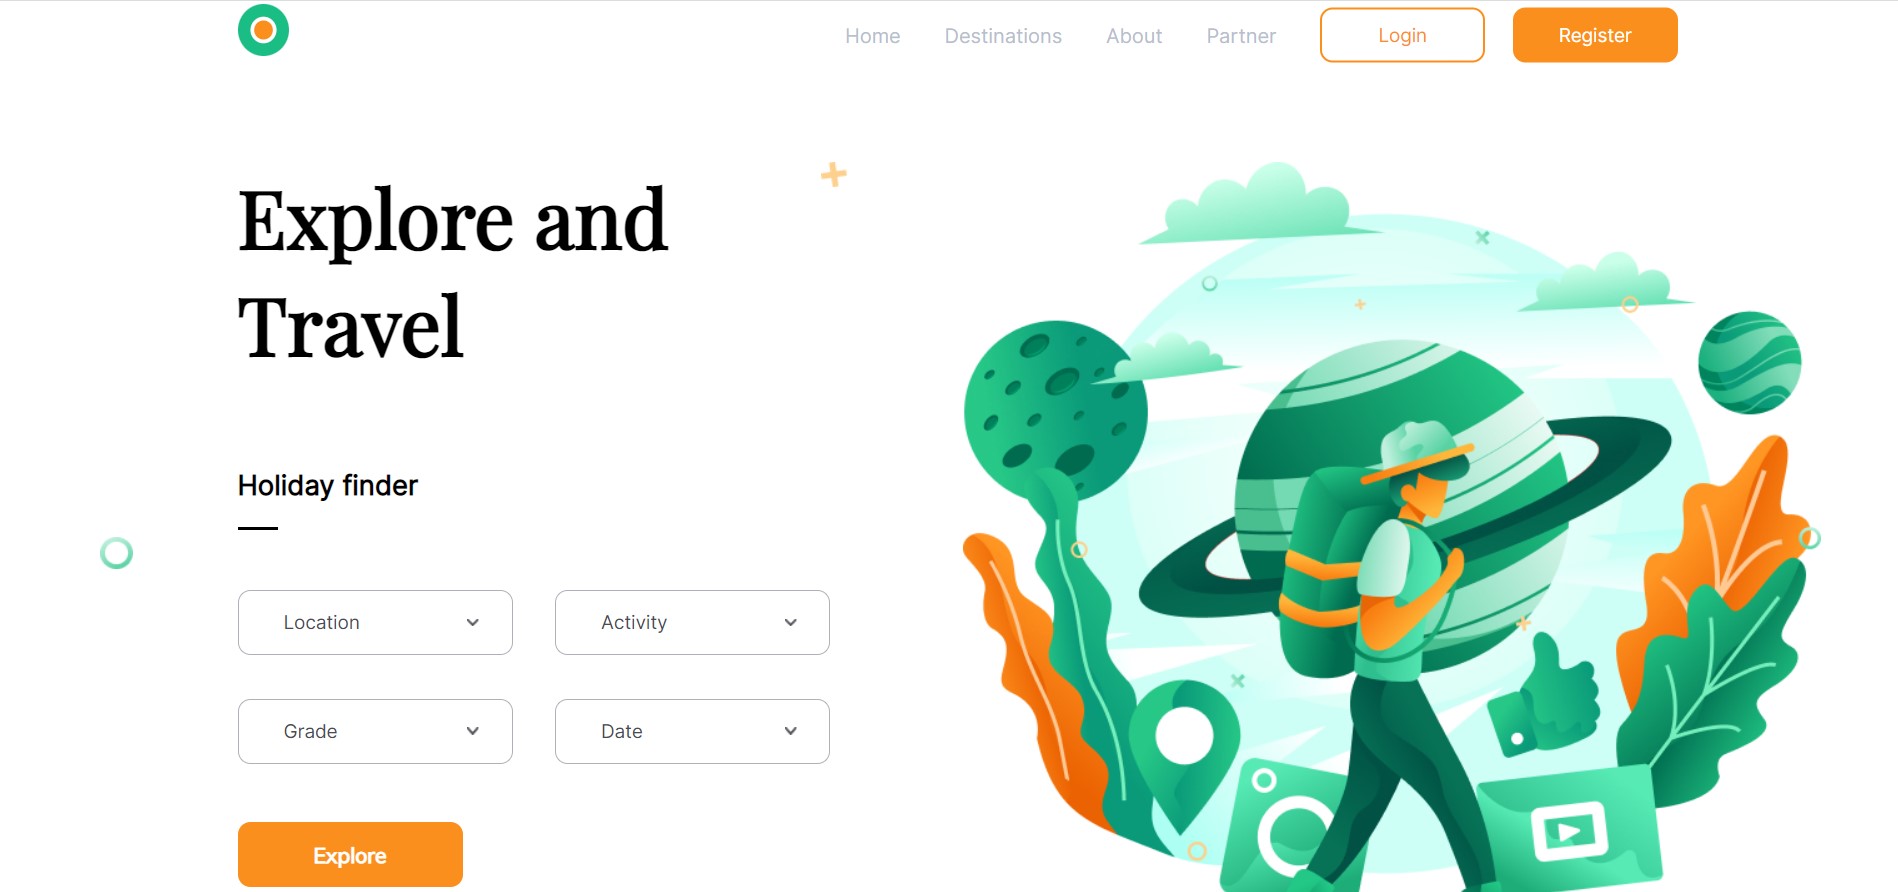 Home Destinations About Partner Login Register
Explore and
Travel
Holiday finder
Location Activity
Grade Date
Explore